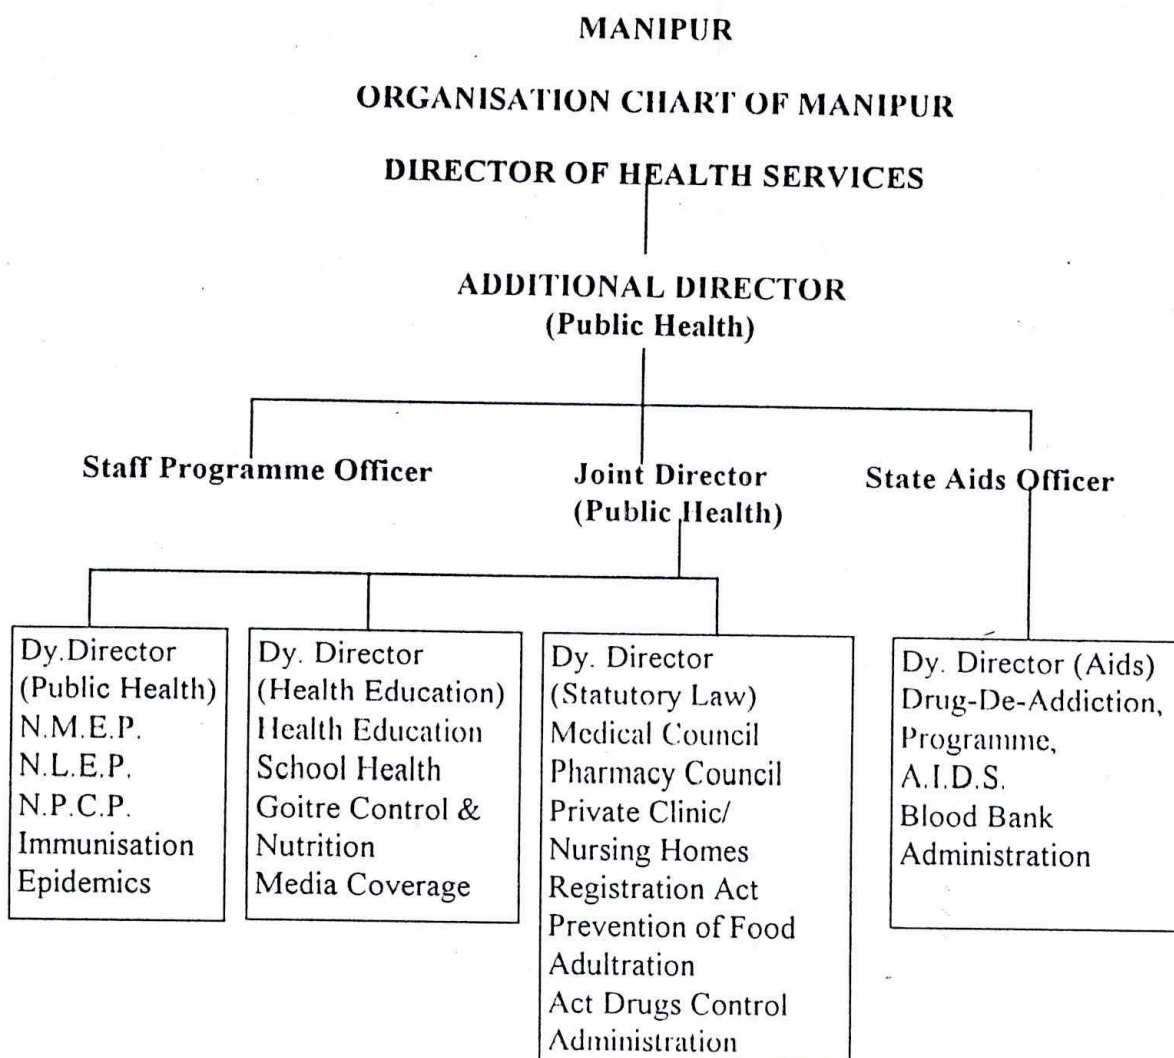 MANIPUR
ORGANISATION CHART OF MANIPUR
DIRECTOR OF HEALTH SERVICES
ADDITIONAL DIRECTOR
(Public Health)
Staff Programme Officer
Joint Director
(Public Health)
State Aids Officer
Dy.Director
(Public Health)
N.M.E.P.
N.L.E.P.
N.P.C.P.
Immunisation
Epidemics
Dy. Director
(Health Education)
Health Education
School Health
Goitre Control &
Nutrition
Media Coverage
Dy. Director
(Statutory Law)
Medical Council
Pharmacy Council
Private Clinic/
Nursing Homes
Registration Act
Prevention of Food
Adultration
Act Drugs Control
Administration
Dy. Director (Aids)
Drug-De-Addiction,
Programme,
A.I.D.S.
Blood Bank
Administration